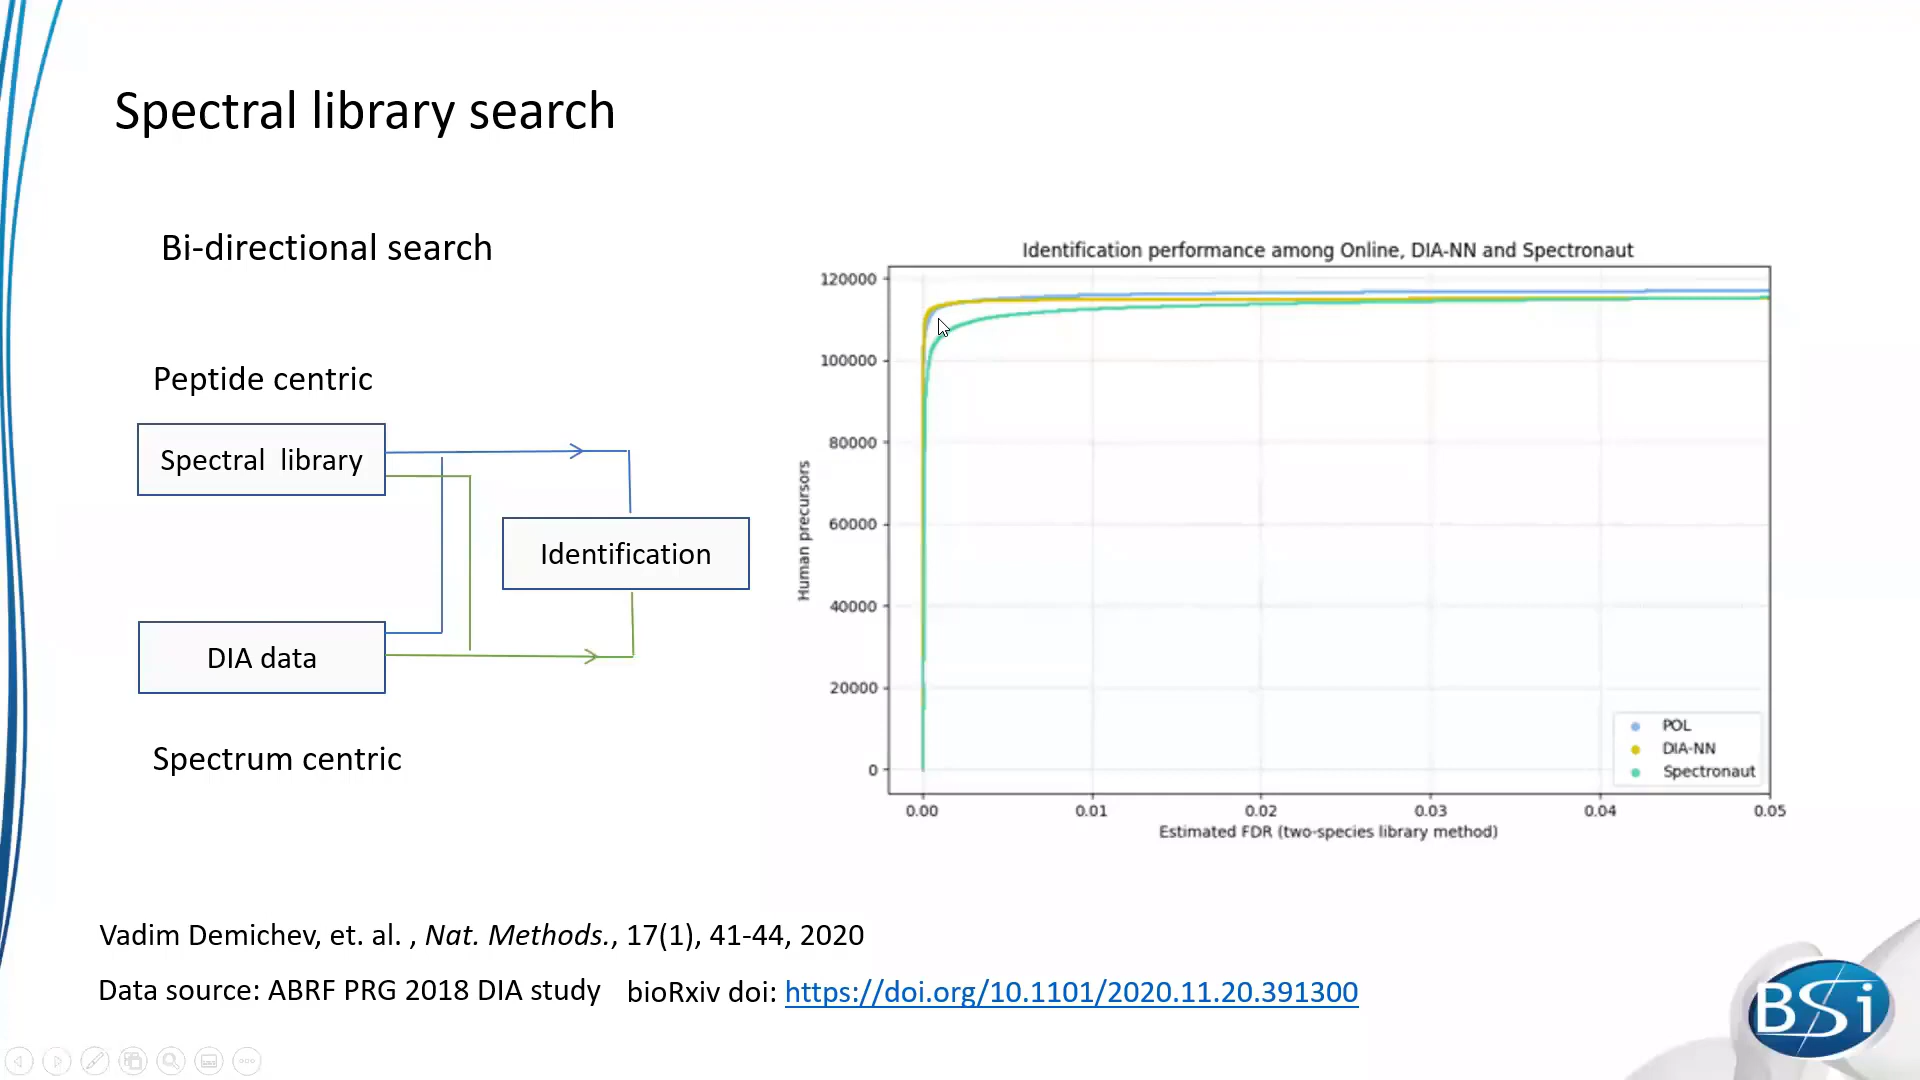 Spectral library search
Bi-directional search
Peptide centric
Spectral library
Identification
DIA data
Spectrum centric
Identification performance among Online, DIA-NN and Spectronaut
120000
100000
80000
60000
40000
20000
0
Human precursors
0.00 0.01 0.02 0.03 0.04 0.05
Estimated FDR (two-species library method)
POL
DIA-NN
Spectronaut
Vadim Demichev, et. al. , Nat. Methods., 17(1), 41-44, 2020
Data source: ABRF PRG 2018 DIA study bioRxiv doi: https://doi.org/10.1101/2020.11.20.391300
BSi